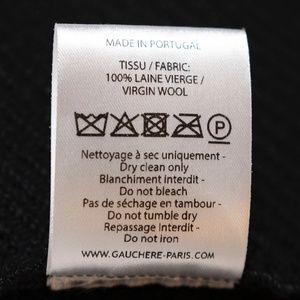 MADE IN PORTUGAL
TISSU / FABRIC:
100% LAINE VIERGE /
VIRGIN WOOL
P
Nettoyage à sec uniquement -
Dry clean only
Blanchiment interdit -
Do not bleach
Pas de séchage en tambour -
Do not tumble dry
Repassage Interdit -
Do not iron
WWW.GAUCHERE-PARIS.COM